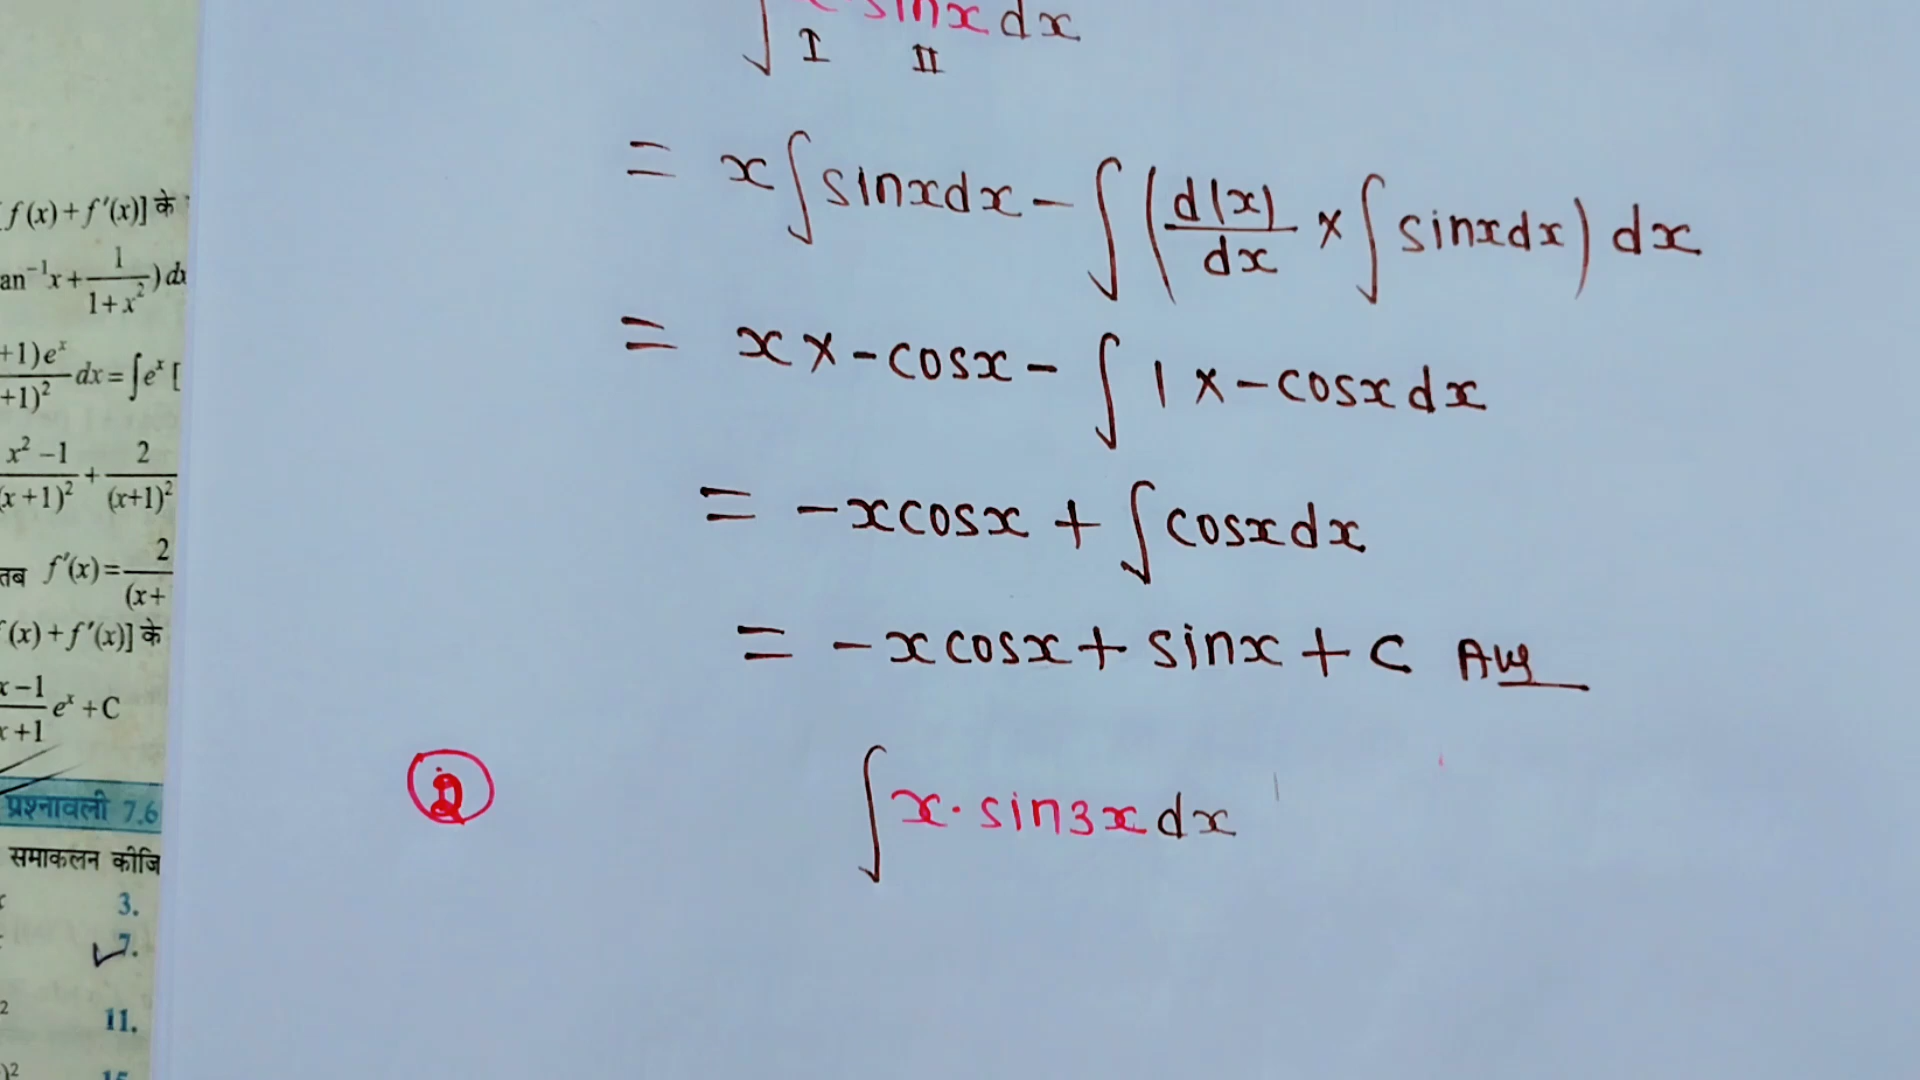 ∫ x sinx dx
I II
= x∫sinxdx - ∫(d(x)/dx × ∫sinxdx) dx
= x × -cosx - ∫1 × -cosxdx
= -xcosx + ∫cosxdx
= -xcosx + sinx + C Ans
2 ∫x·sin3xdx
f(x)+f'(x)] के
an⁻¹x + 1/(1+x²)) dx
+1)eˣ/+1)² dx = ∫eˣ [
x²-1/(x+1)² + 2/(x+1)²
तब f'(x)= 2/(x+
(x)+f'(x)] के
x-1/x+1 eˣ +C
प्रश्नावली 7.6
समाकलन कीजि
3.
7.
11.
15